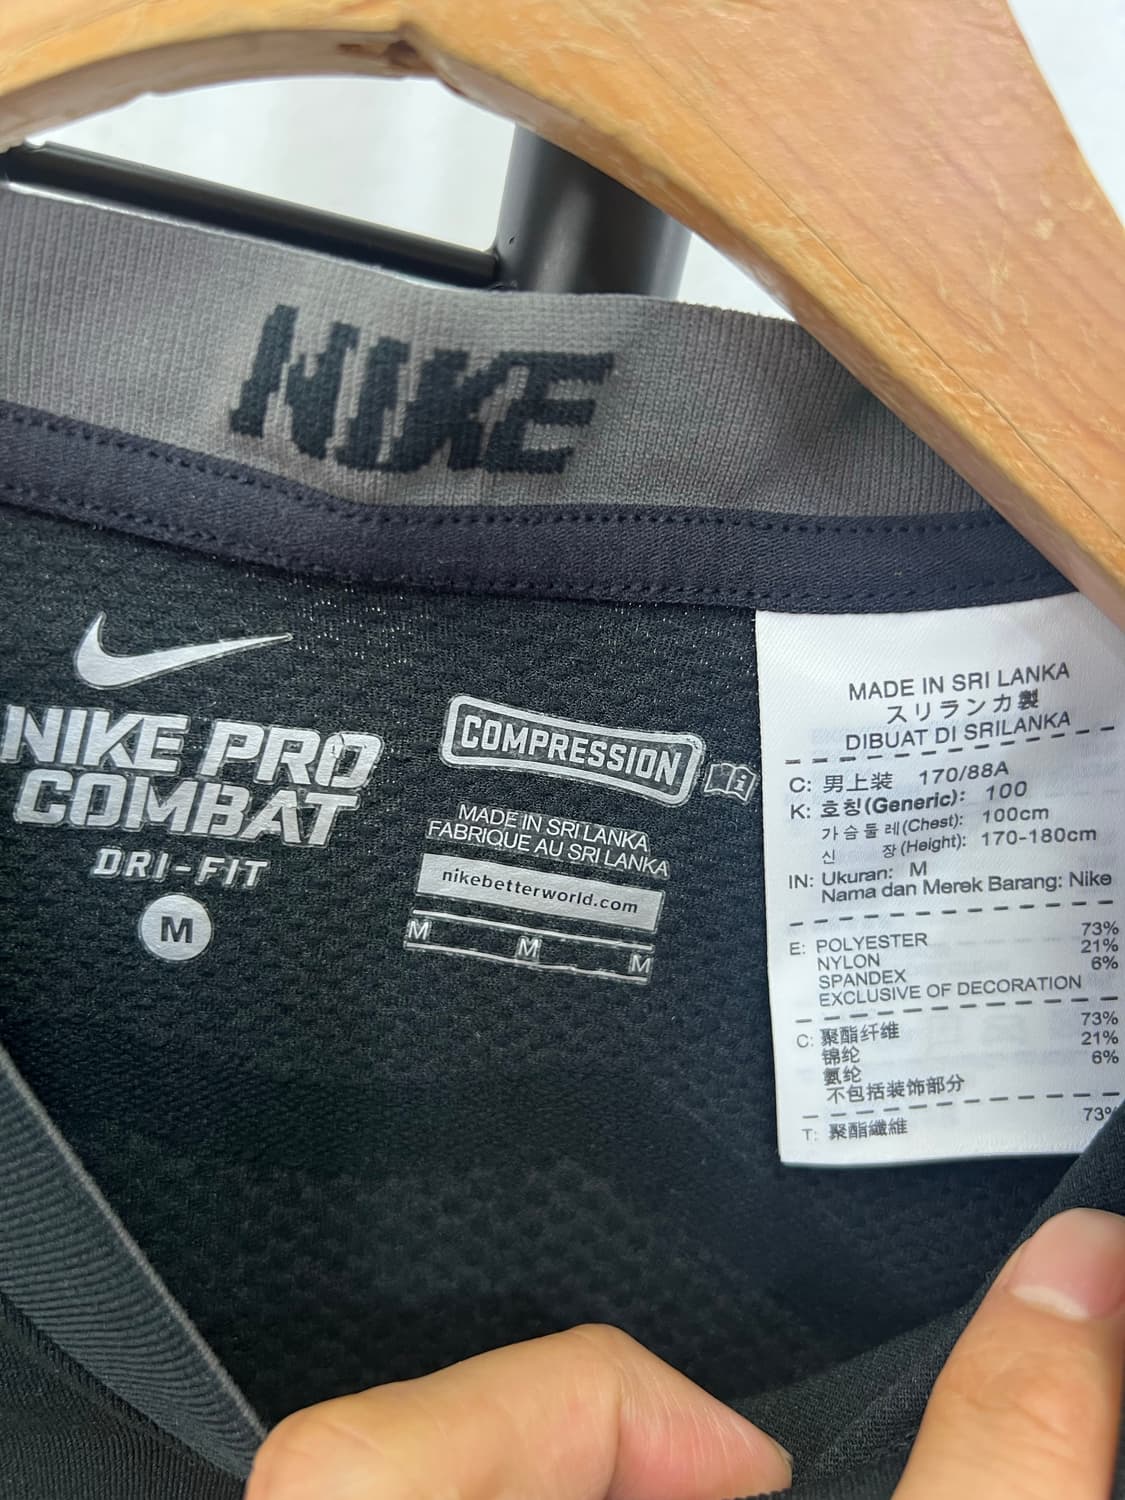 NIKE
NIKE PRO
COMBAT
DRI-FIT
M
COMPRESSION
MADE IN SRI LANKA
FABRIQUE AU SRI LANKA
nikebetterworld.com
M M M
MADE IN SRI LANKA
スリランカ製
DIBUAT DI SRILANKA
C: 男上装 170/88A
K: 호칭(Generic): 100
가슴둘레(Chest): 100cm
신 장(Height): 170-180cm
IN: Ukuran: M
Nama dan Merek Barang: Nike
E: POLYESTER 73%
NYLON 21%
SPANDEX 6%
EXCLUSIVE OF DECORATION
C: 聚酯纤维 73%
锦纶 21%
氨纶 6%
不包括装饰部分
T: 聚酯纖維 73%